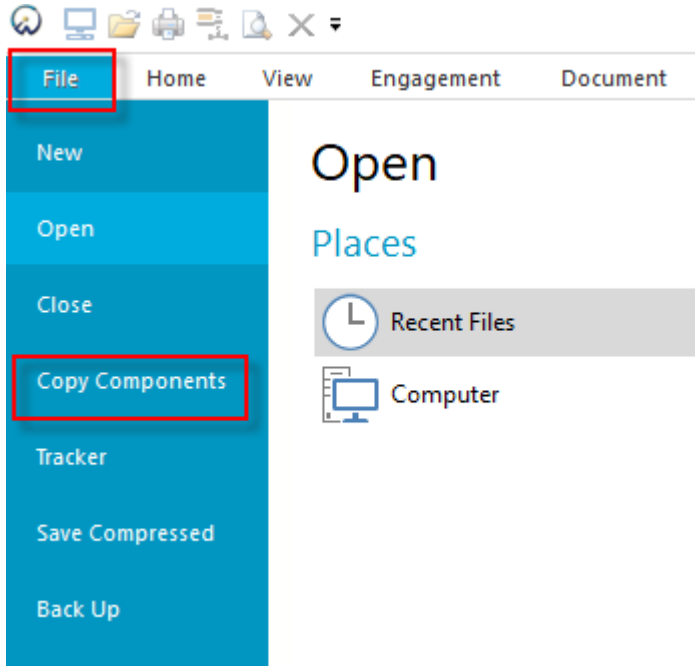 File Home View Engagement Document
New
Open
Close
Copy Components
Tracker
Save Compressed
Back Up
Open
Places
Recent Files
Computer